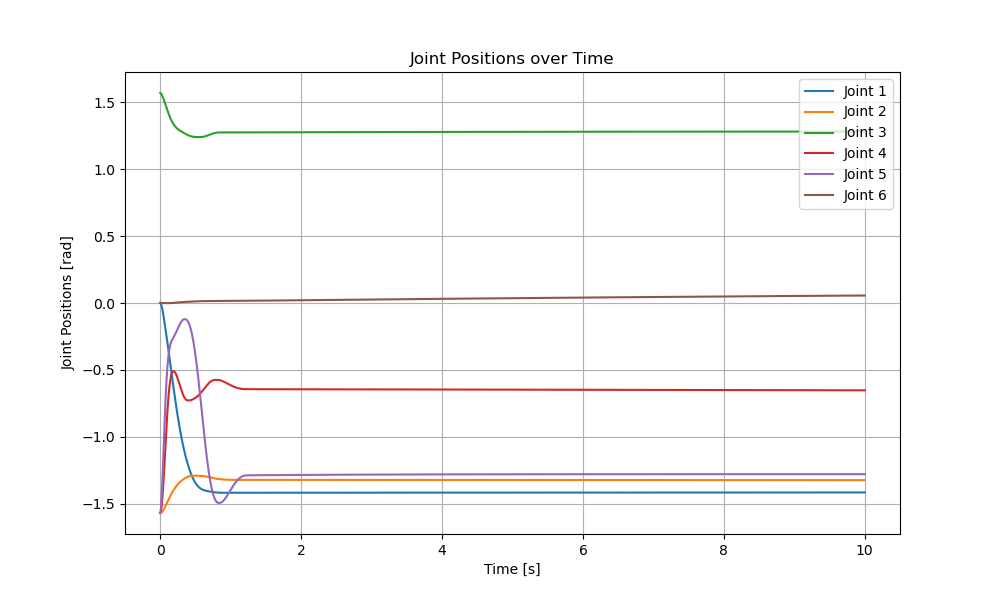 Joint Positions over Time
Joint Positions [rad]
1.5
1.0
0.5
0.0
−0.5
−1.0
−1.5
Joint 1
Joint 2
Joint 3
Joint 4
Joint 5
Joint 6
0 2 4 6 8 10
Time [s]